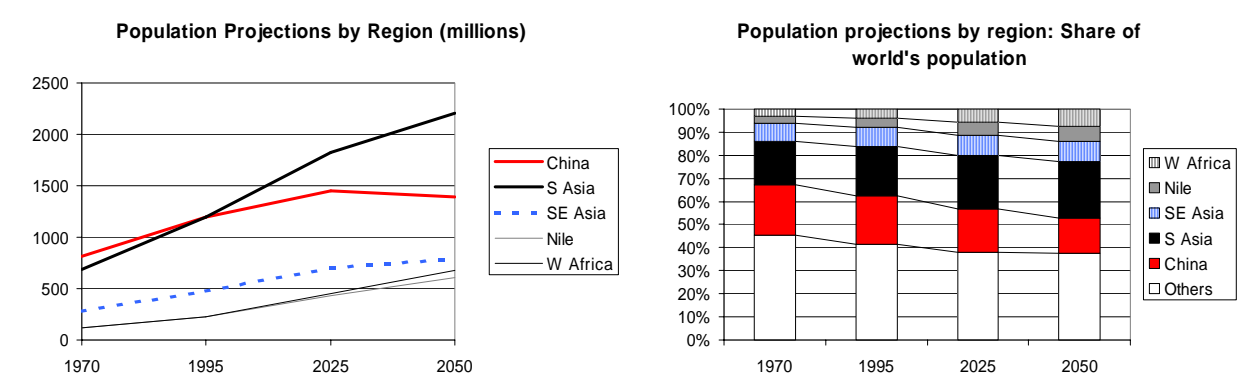 Population Projections by Region (millions)
2500
2000
1500
1000
500
0
1970
1995
2025
2050
China
S Asia
SE Asia
Nile
W Africa
Population projections by region: Share of
world's population
100%
90%
80%
70%
60%
50%
40%
30%
20%
10%
0%
1970
1995
2025
2050
W Africa
Nile
SE Asia
S Asia
China
Others